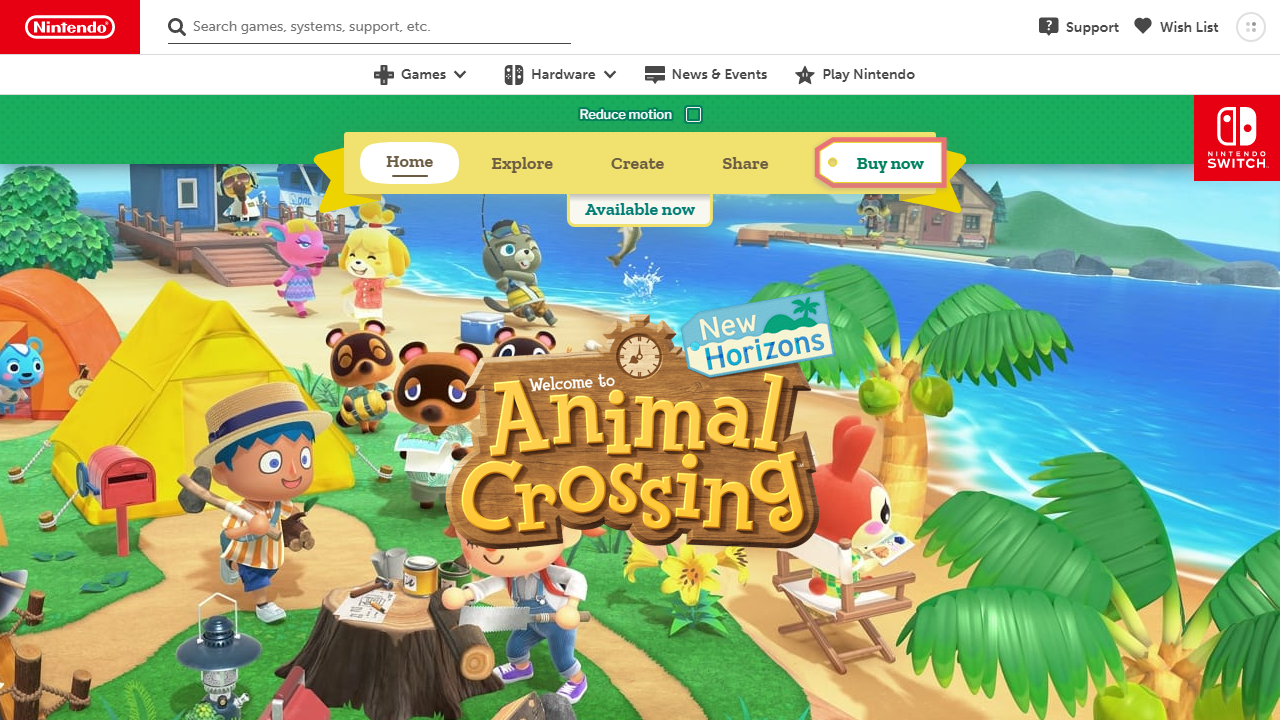 Nintendo
Search games, systems, support, etc.
Support
Wish List
Games
Hardware
News & Events
Play Nintendo
Reduce motion
NINTENDO
SWITCH
Home
Explore
Create
Share
Buy now
Available now
DAL
New
Horizons
Welcome to
Animal
Crossing